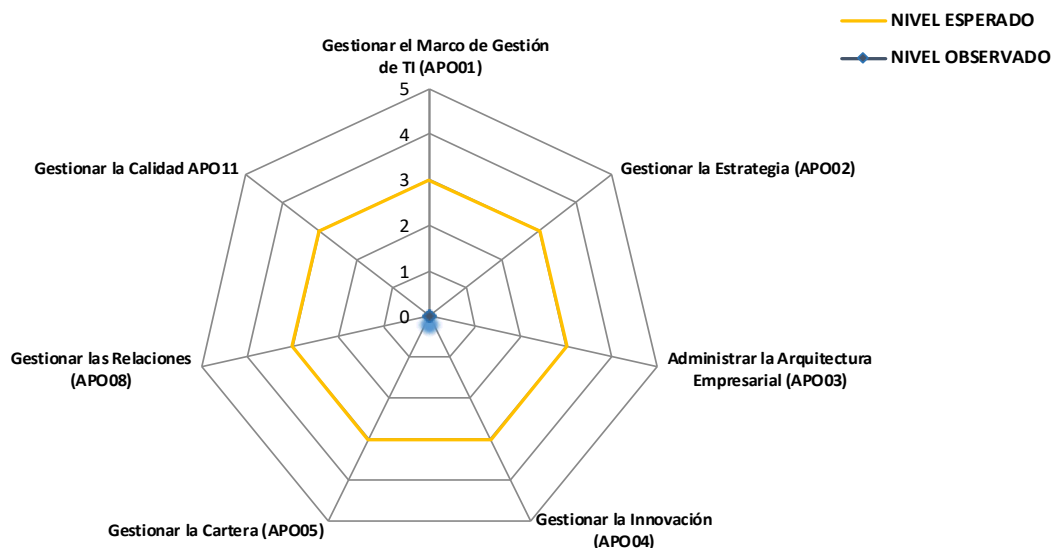 NIVEL ESPERADO
NIVEL OBSERVADO
Gestionar el Marco de Gestión
de TI (APO01)
5
4
3
2
1
0
Gestionar la Estrategia (APO02)
Administrar la Arquitectura
Empresarial (APO03)
Gestionar la Innovación
(APO04)
Gestionar la Cartera (APO05)
Gestionar las Relaciones
(APO08)
Gestionar la Calidad APO11